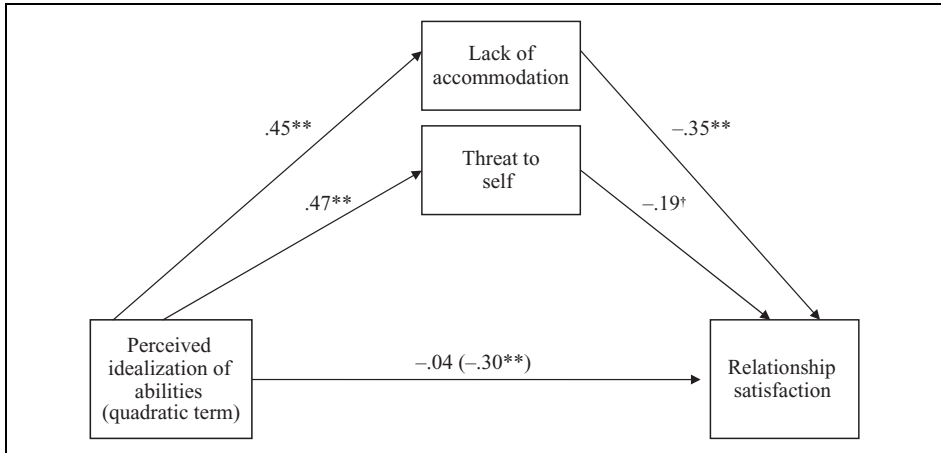 Lack of
accommodation
.45**
–.35**
Threat to
self
.47**
–.19†
Perceived
idealization of
abilities
(quadratic term)
–.04 (–.30**)
Relationship
satisfaction